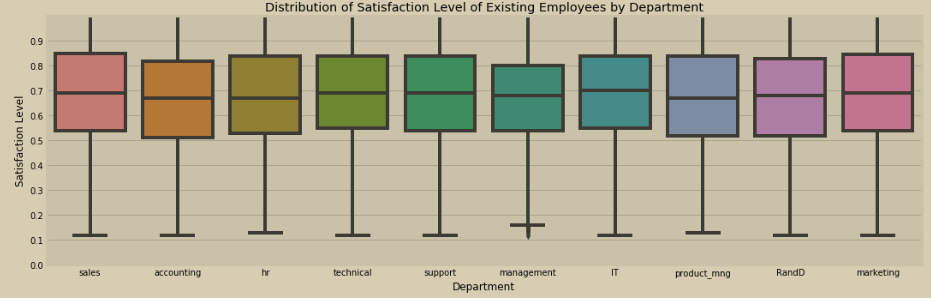 Distribution of Satisfaction Level of Existing Employees by Department
Satisfaction Level
0.9
0.8
0.7
0.6
0.5
0.4
0.3
0.2
0.1
0.0
sales accounting hr technical support management IT product_mng RandD marketing
Department